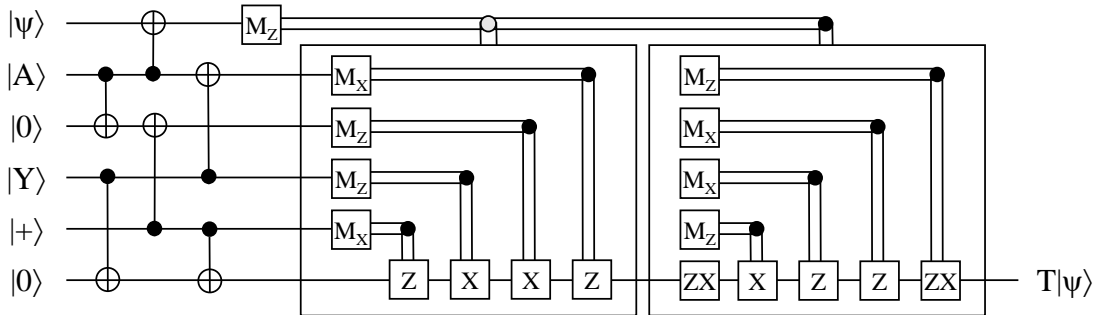 |ψ⟩ M_Z
|A⟩ M_X M_Z
|0⟩ M_Z M_X
|Y⟩ M_Z M_X
|+⟩ M_X M_Z
|0⟩ Z X X Z ZX X Z Z ZX T|ψ⟩